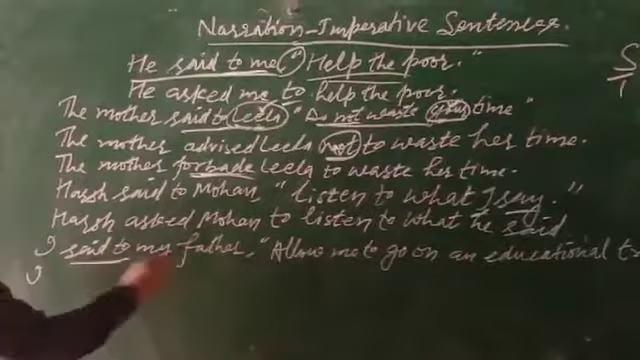 Narration-Imperative Sentences.
He said to me, "Help the poor."
He asked me to help the poor.
The mother said to Leela "Do not waste your time"
The mother advised Leela not to waste her time.
The mother forbade Leela to waste her time.
Harsh said to Mohan "listen to what I say."
Harsh asked Mohan to listen to what he said
I said to my father, "Allow me to go on an educational
I